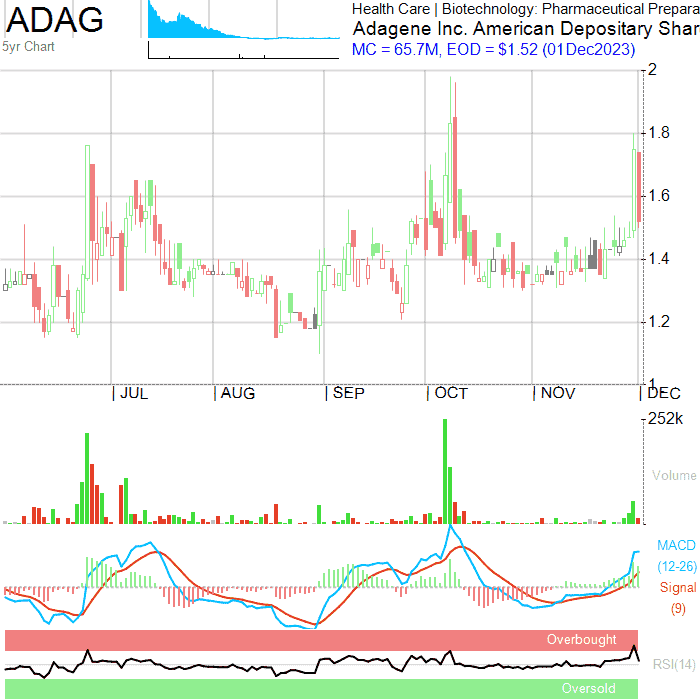 ADAG
5yr Chart
Health Care | Biotechnology: Pharmaceutical Prepara
Adagene Inc. American Depositary Shar
MC = 65.7M, EOD = $1.52 (01Dec2023)
2
1.8
1.6
1.4
1.2
1
| JUL | AUG | SEP | OCT | NOV | DEC
252k
Volume
MACD
(12-26)
Signal
(9)
Overbought
RSI(14)
Oversold